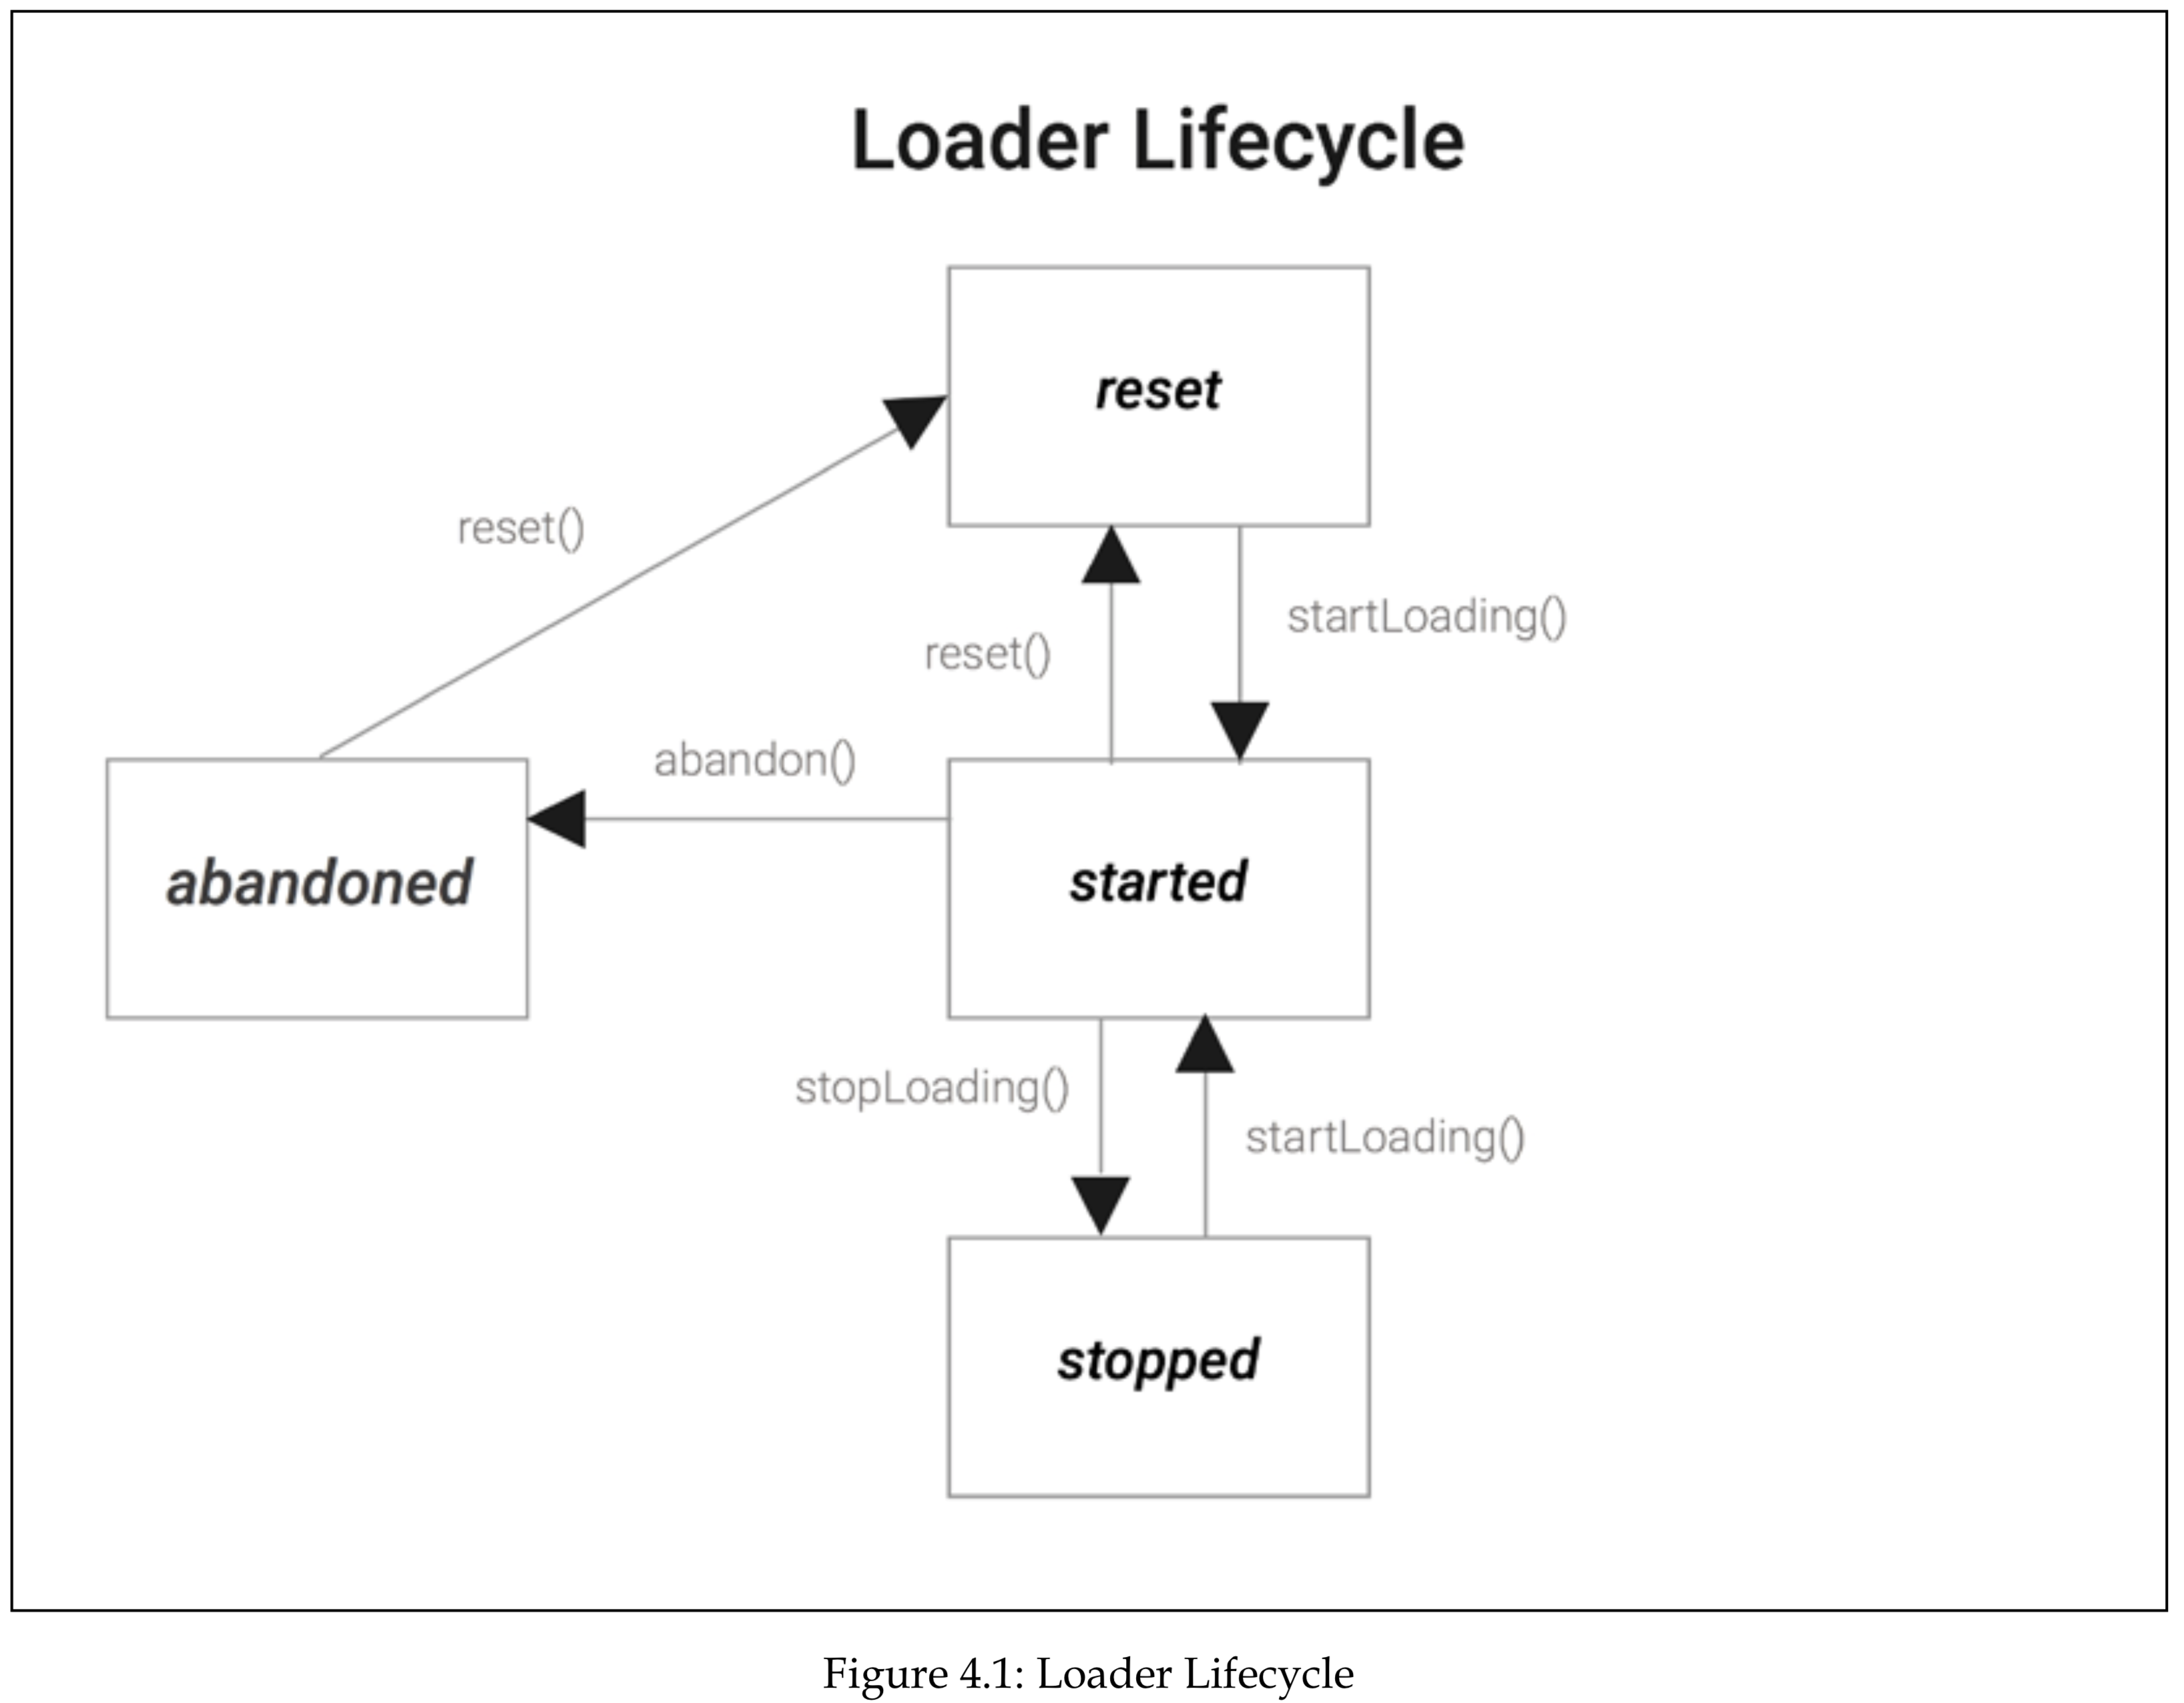 Loader Lifecycle
reset
reset()
startLoading()
reset()
abandon()
abandoned
started
stopLoading()
startLoading()
stopped
Figure 4.1: Loader Lifecycle